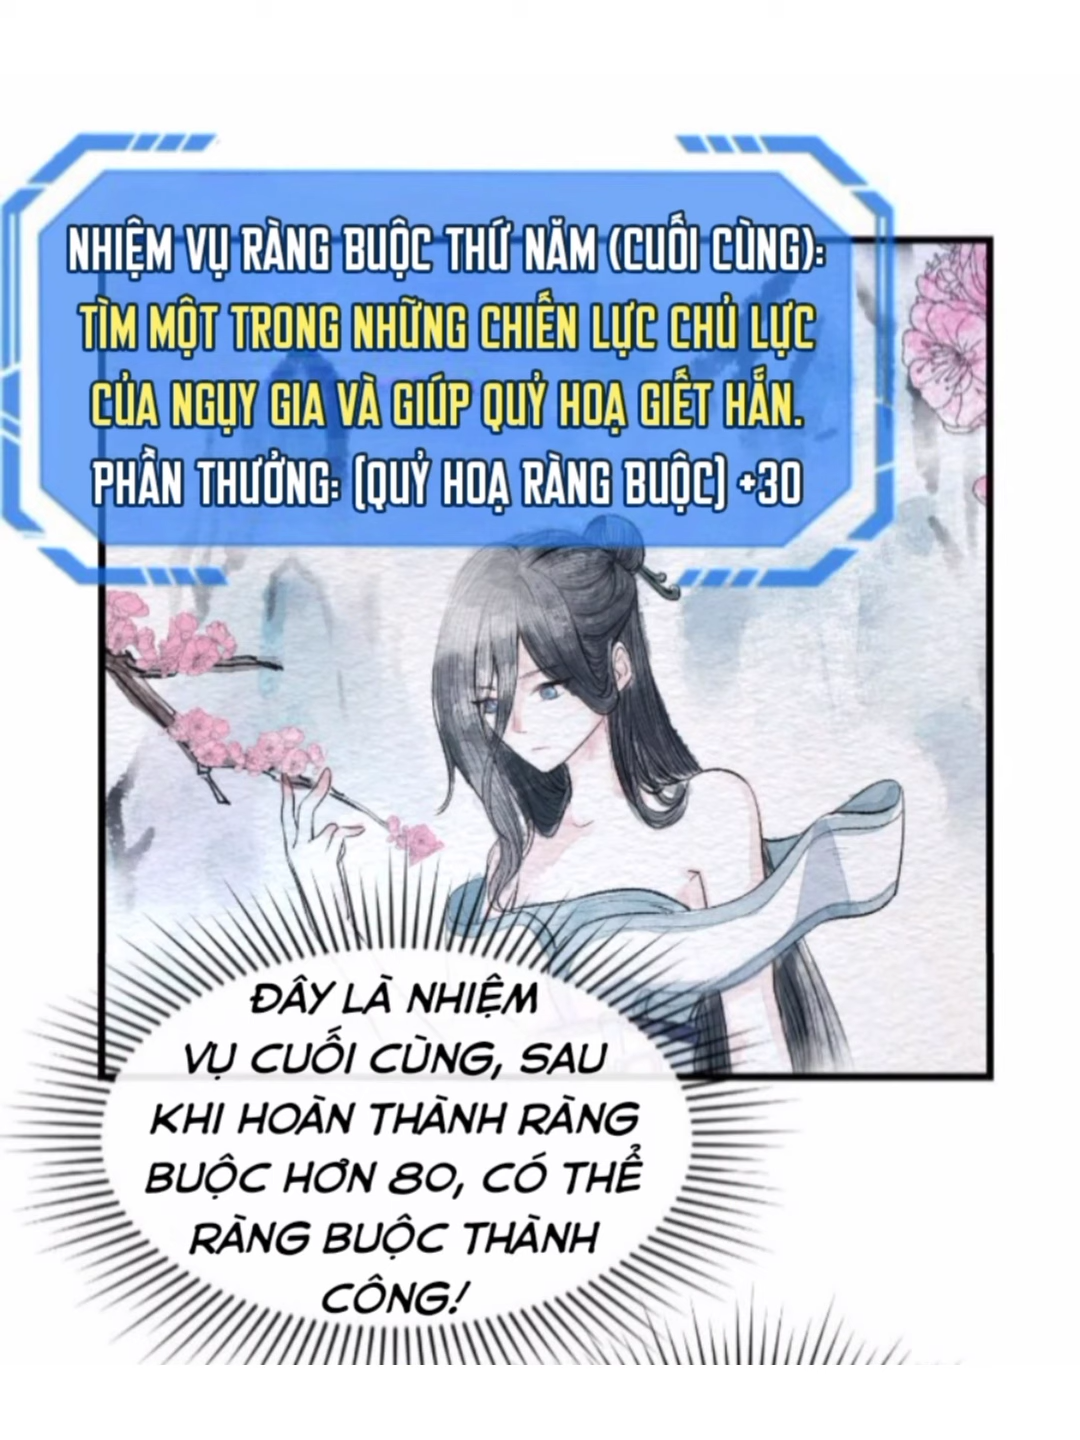 NHIỆM VỤ RÀNG BUỘC THỨ NĂM (CUỐI CÙNG):
TÌM MỘT TRONG NHỮNG CHIẾN LỰC CHỦ LỰC
CỦA NGỤY GIA VÀ GIÚP QUỶ HOẠ GIẾT HẮN.
PHẦN THƯỞNG: (QUỶ HOẠ RÀNG BUỘC) +30
ĐÂY LÀ NHIỆM
VỤ CUỐI CÙNG, SAU
KHI HOÀN THÀNH RÀNG
BUỘC HƠN 80, CÓ THỂ
RÀNG BUỘC THÀNH
CÔNG!